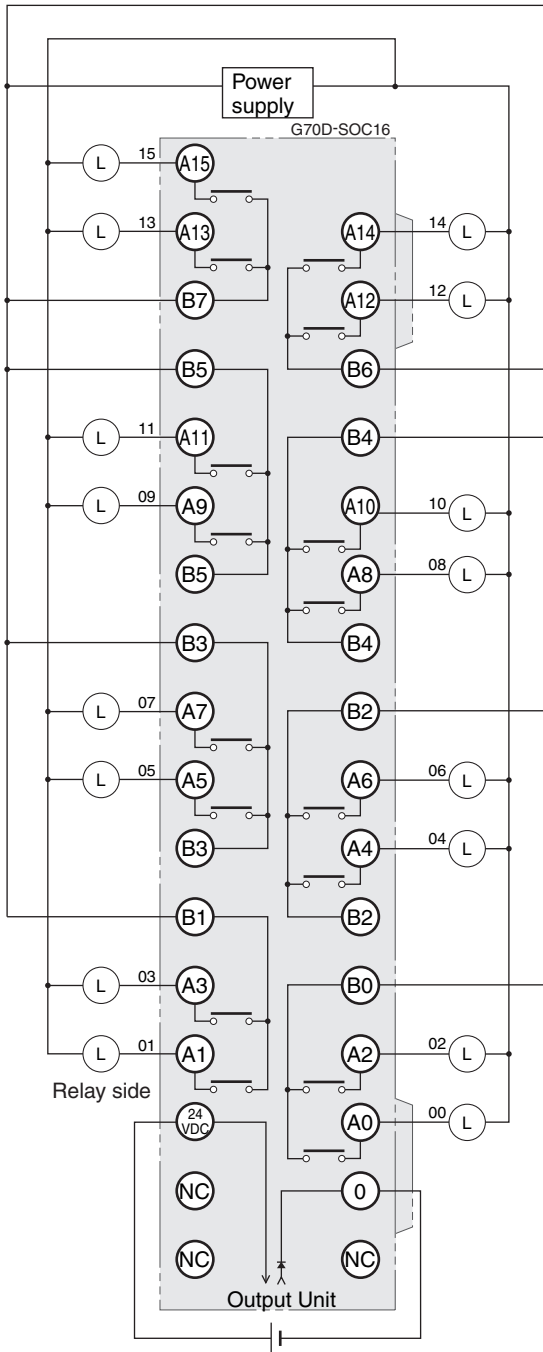 Power
supply
G70D-SOC16
L 15 A15
L 13 A13 A14 14 L
A12 12 L
B7
B5 B6
L 11 A11 B4
L 09 A9 A10 10 L
B5 A8 08 L
B3 B4
L 07 A7 B2
L 05 A5 A6 06 L
B3 A4 04 L
B1 B2
L 03 A3 B0
L 01 A1 A2 02 L
Relay side
24
VDC
A0 00 L
NC 0
NC NC
Output Unit